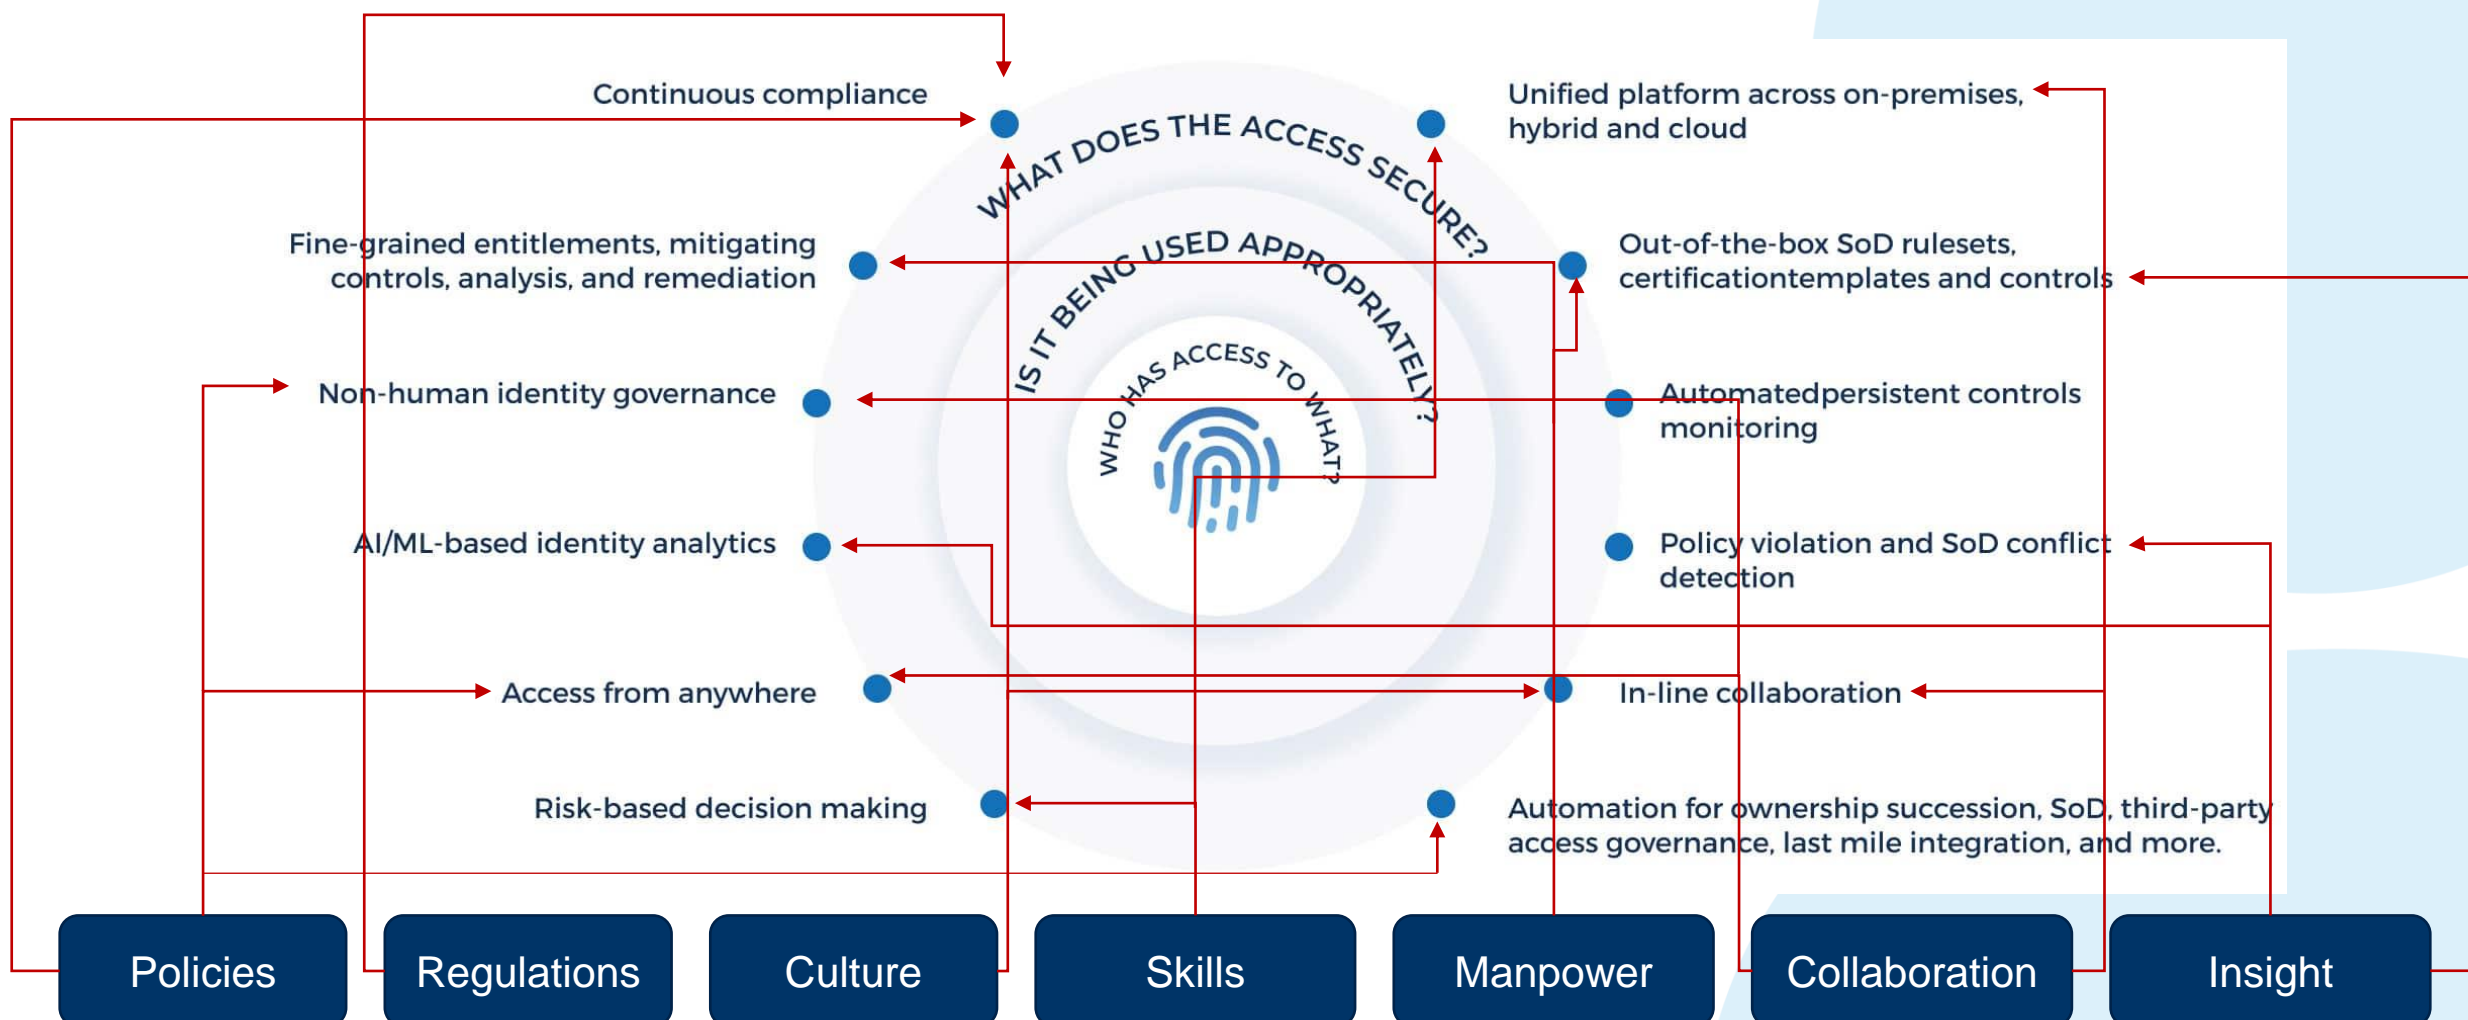 Continuous compliance
Fine-grained entitlements, mitigating
controls, analysis, and remediation
Non-human identity governance
AI/ML-based identity analytics
Access from anywhere
Risk-based decision making
WHAT DOES THE ACCESS SECURE?
IS IT BEING USED APPROPRIATELY?
WHO HAS ACCESS TO WHAT?
Unified platform across on-premises,
hybrid and cloud
Out-of-the-box SoD rulesets,
certificationtemplates and controls
Automatedpersistent controls
monitoring
Policy violation and SoD conflict
detection
In-line collaboration
Automation for ownership succession, SoD, third-party
access governance, last mile integration, and more.
Policies
Regulations
Culture
Skills
Manpower
Collaboration
Insight